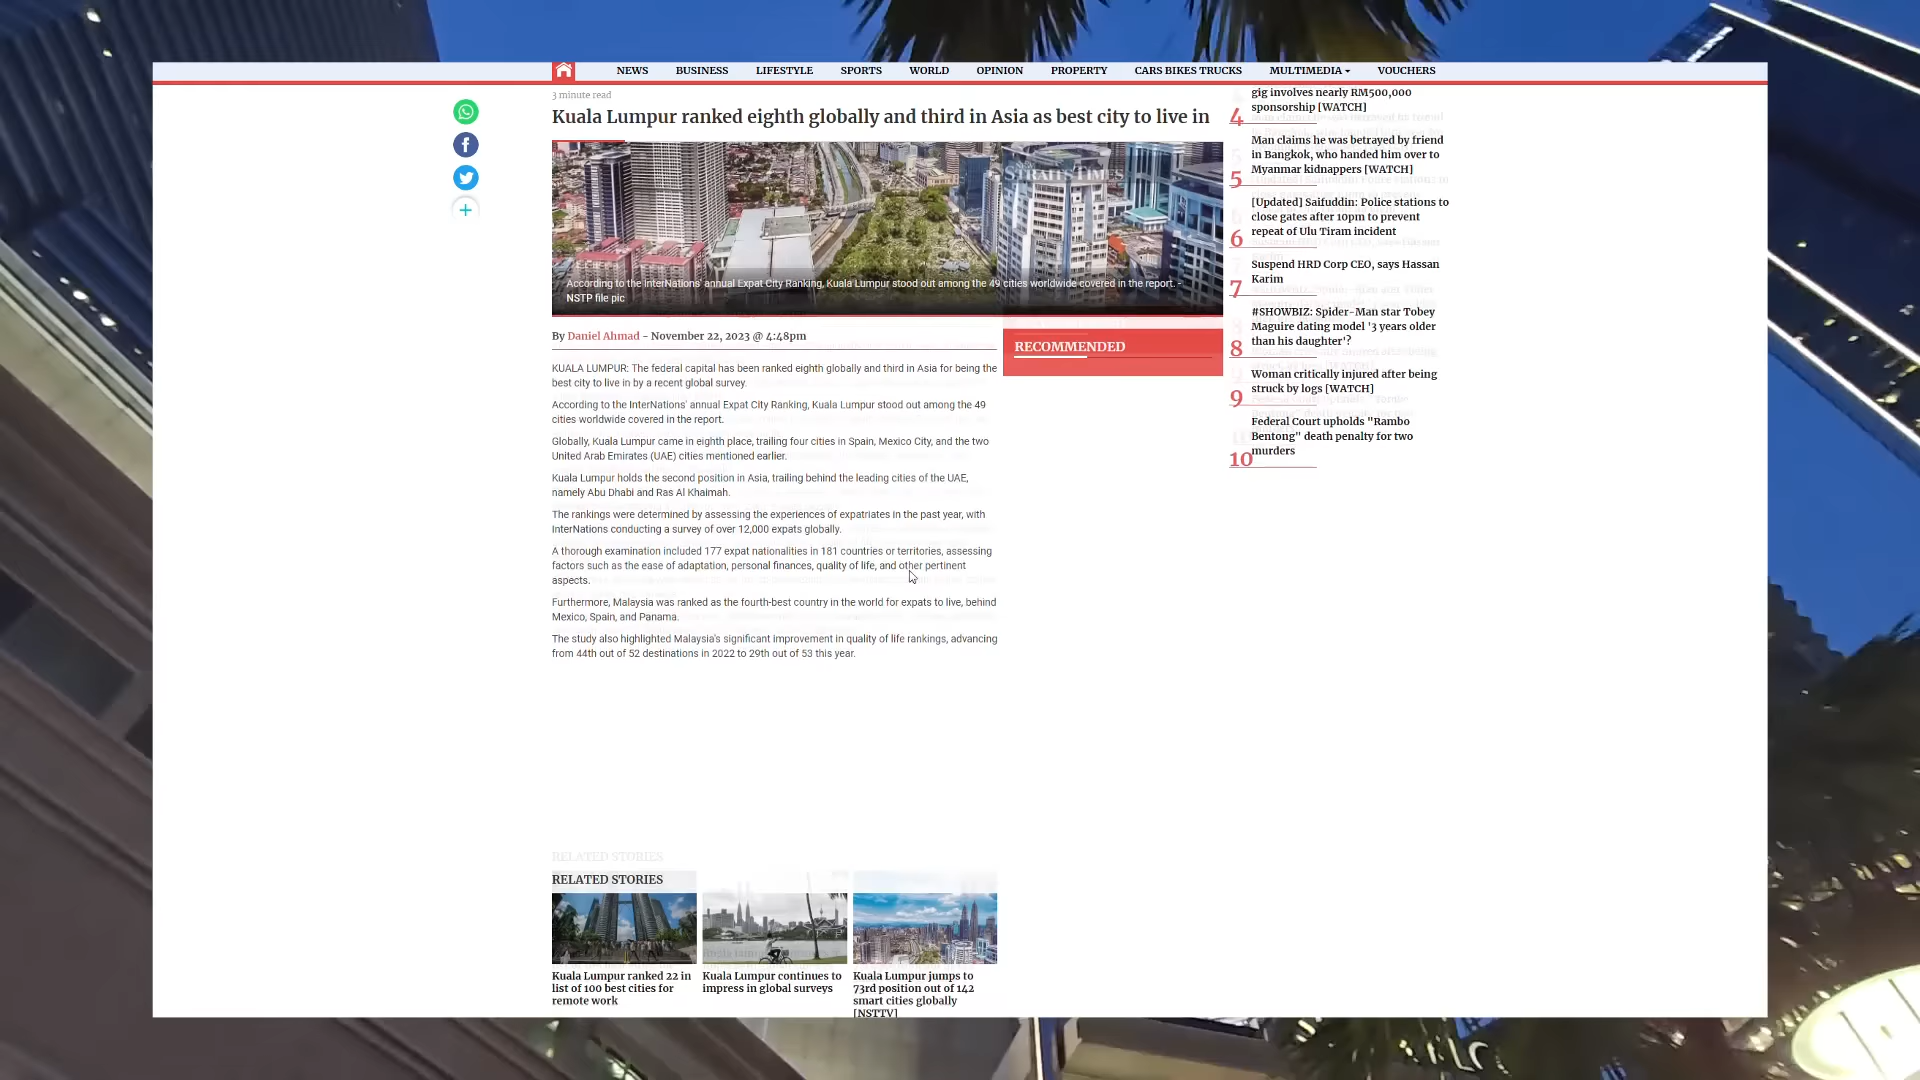 NEWS BUSINESS LIFESTYLE SPORTS WORLD OPINION PROPERTY CARS BIKES TRUCKS MULTIMEDIA VOUCHERS
3 minute read
Kuala Lumpur ranked eighth globally and third in Asia as best city to live in
STRAITS TIMES
According to the InterNations' annual Expat City Ranking, Kuala Lumpur stood out among the 49 cities worldwide covered in the report. -
NSTP file pic
By Daniel Ahmad - November 22, 2023 @ 4:48pm
KUALA LUMPUR: The federal capital has been ranked eighth globally and third in Asia for being the
best city to live in by a recent global survey.
According to the InterNations' annual Expat City Ranking, Kuala Lumpur stood out among the 49
cities worldwide covered in the report.
Globally, Kuala Lumpur came in eighth place, trailing four cities in Spain, Mexico City, and the two
United Arab Emirates (UAE) cities mentioned earlier.
Kuala Lumpur holds the second position in Asia, trailing behind the leading cities of the UAE,
namely Abu Dhabi and Ras Al Khaimah.
The rankings were determined by assessing the experiences of expatriates in the past year, with
InterNations conducting a survey of over 12,000 expats globally.
A thorough examination included 177 expat nationalities in 181 countries or territories, assessing
factors such as the ease of adaptation, personal finances, quality of life, and other pertinent
aspects.
Furthermore, Malaysia was ranked as the fourth-best country in the world for expats to live, behind
Mexico, Spain, and Panama.
The study also highlighted Malaysia's significant improvement in quality of life rankings, advancing
from 44th out of 52 destinations in 2022 to 29th out of 53 this year.
RECOMMENDED
gig involves nearly RM500,000
sponsorship [WATCH]
4
Man claims he was betrayed by friend
in Bangkok, who handed him over to
Myanmar kidnappers [WATCH]
5
[Updated] Saifuddin: Police stations to
close gates after 10pm to prevent
repeat of Ulu Tiram incident
6
Suspend HRD Corp CEO, says Hassan
Karim
7
#SHOWBIZ: Spider-Man star Tobey
Maguire dating model '3 years older
than his daughter'?
8
Woman critically injured after being
struck by logs [WATCH]
9
Federal Court upholds "Rambo
Bentong" death penalty for two
murders
10
RELATED STORIES
RELATED STORIES
Kuala Lumpur ranked 22 in
list of 100 best cities for
remote work
Kuala Lumpur continues to
impress in global surveys
Kuala Lumpur jumps to
73rd position out of 142
smart cities globally
[NSTTV]